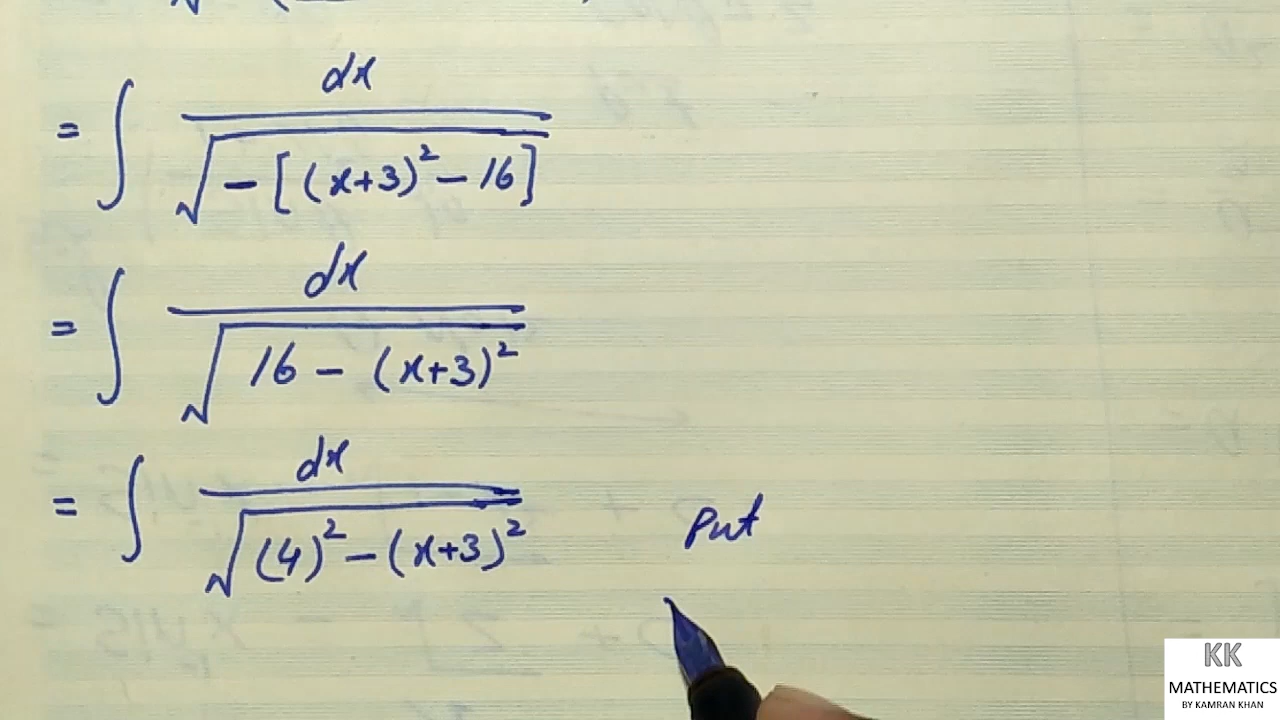 = ∫ dx / √(-[(x+3)² - 16])
= ∫ dx / √(16 - (x+3)²)
= ∫ dx / √((4)² - (x+3)²)
Put
KK
MATHEMATICS
BY KAMRAN KHAN